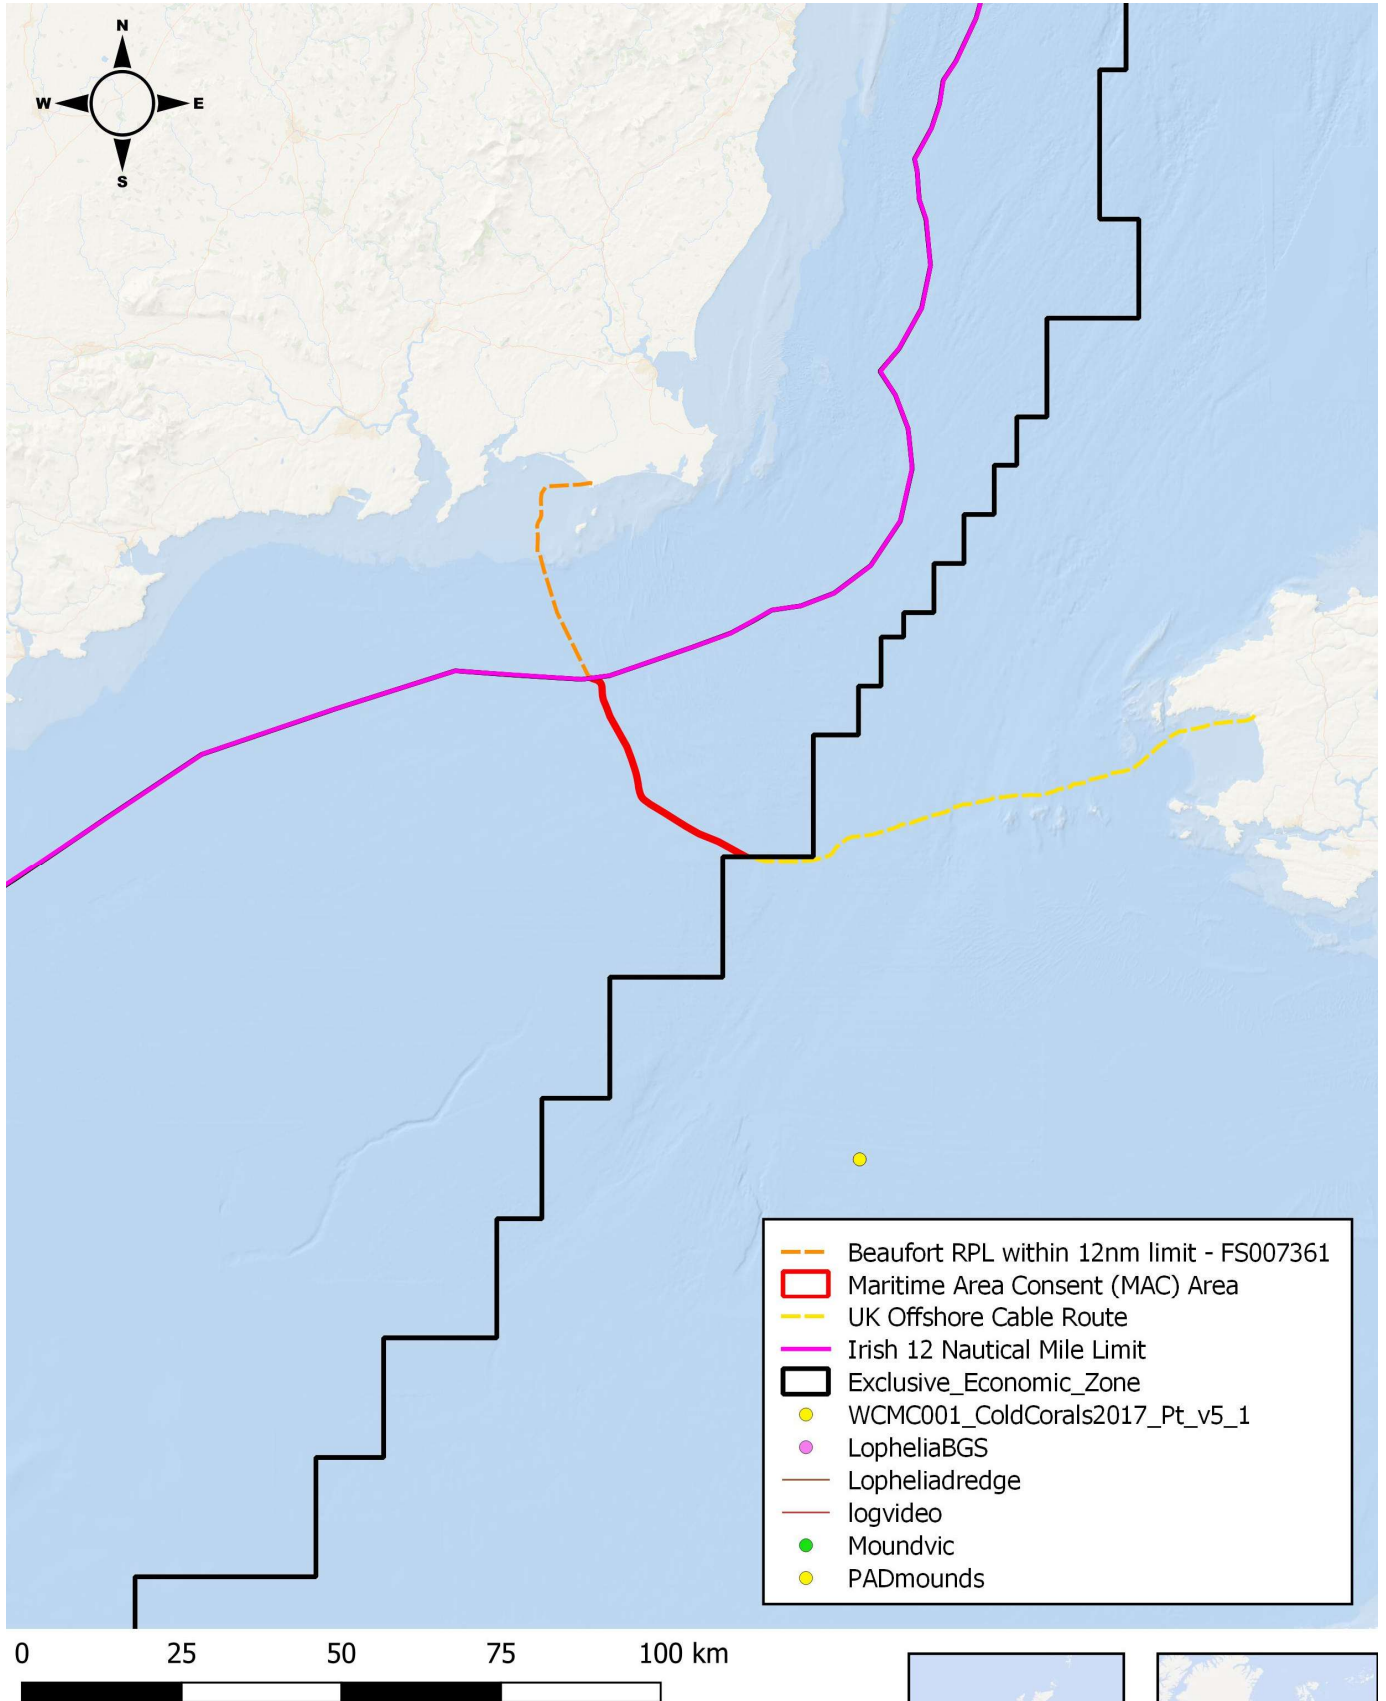 N
W E
S
Beaufort RPL within 12nm limit - FS007361
Maritime Area Consent (MAC) Area
UK Offshore Cable Route
Irish 12 Nautical Mile Limit
Exclusive_Economic_Zone
WCMC001_ColdCorals2017_Pt_v5_1
LopheliaBGS
Lopheliadredge
logvideo
Moundvic
PADmounds
0 25 50 75 100 km